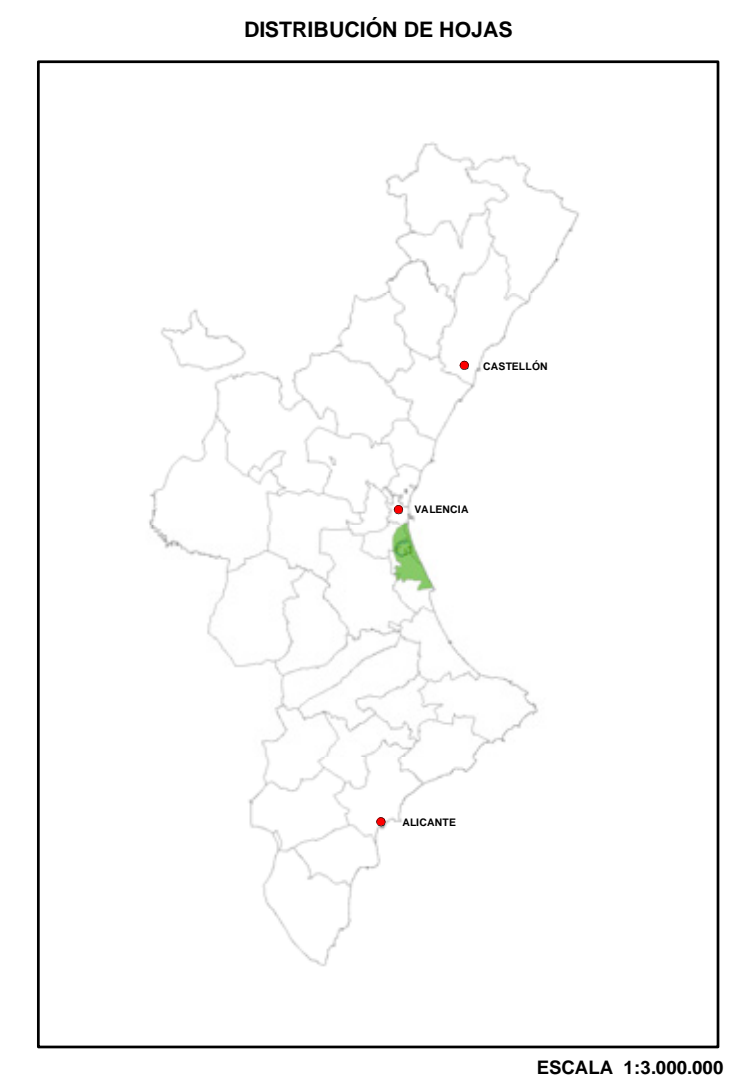 DISTRIBUCIÓN DE HOJAS
CASTELLÓN
VALENCIA
ALICANTE
ESCALA 1:3.000.000